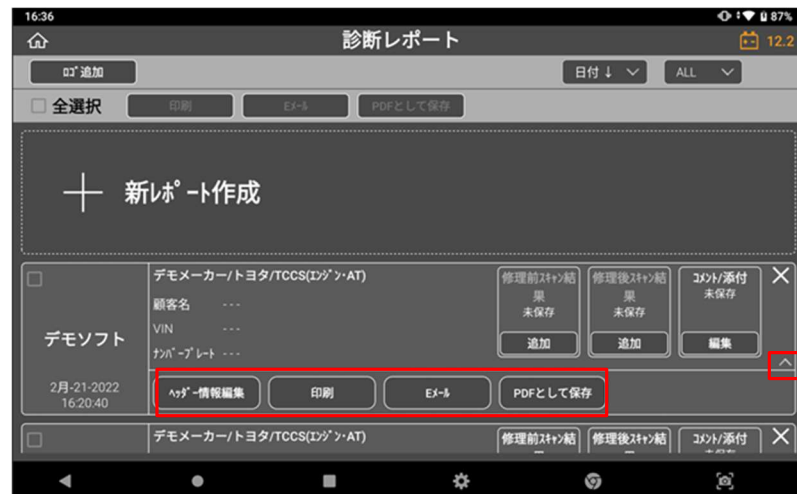 16:36
87%
診断レポート
12.2
ﾛｺﾞ追加
日付↓
ALL
全選択
印刷
Eﾒｰﾙ
PDFとして保存
新ﾚﾎﾟｰﾄ作成
デモメーカー/トヨタ/TCCS(ｴﾝｼﾞﾝ･AT)
顧客名 ---
VIN ---
ﾅﾝﾊﾞｰﾌﾟﾚｰﾄ ---
デモソフト
2月-21-2022
16:20:40
修理前ｽｷｬﾝ結
果
未保存
追加
修理後ｽｷｬﾝ結
果
未保存
追加
ｺﾒﾝﾄ/添付
未保存
編集
ﾍｯﾀﾞｰ情報編集
印刷
Eﾒｰﾙ
PDFとして保存
デモメーカー/トヨタ/TCCS(ｴﾝｼﾞﾝ･AT)
修理前ｽｷｬﾝ結
修理後ｽｷｬﾝ結
ｺﾒﾝﾄ/添付